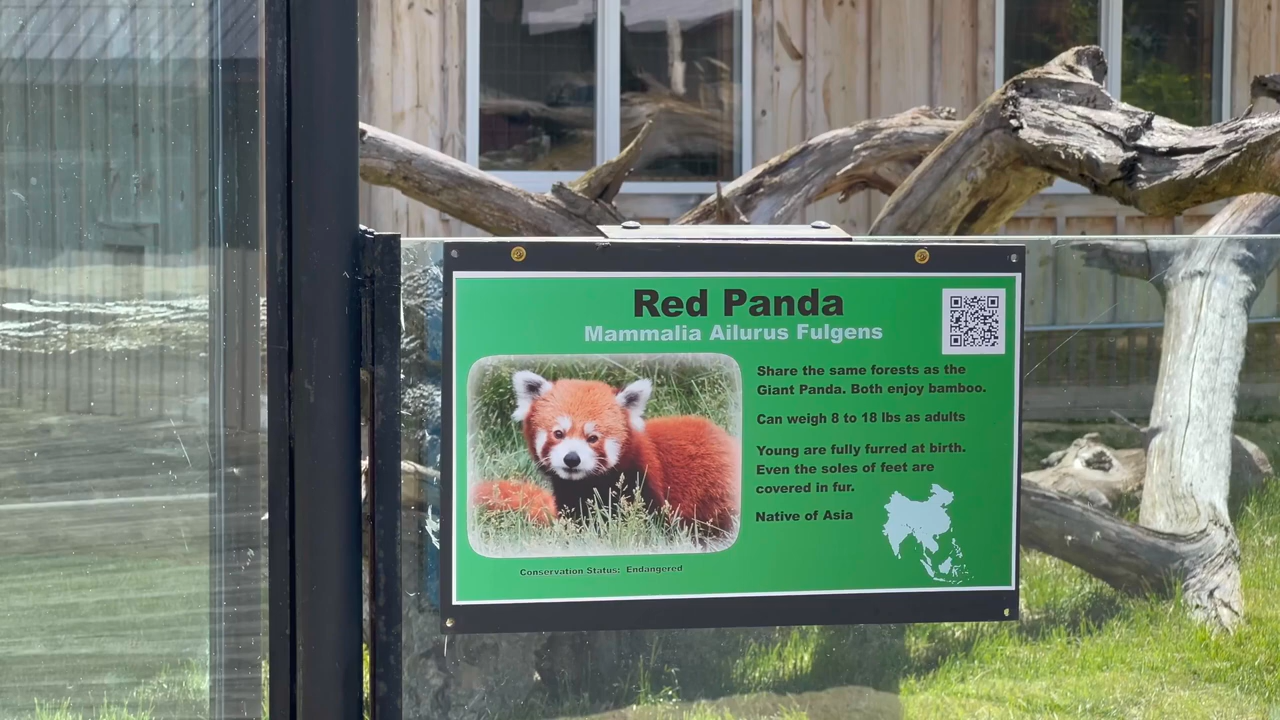 Red Panda
Mammalia Ailurus Fulgens
Share the same forests as the
Giant Panda. Both enjoy bamboo.
Can weigh 8 to 18 lbs as adults
Young are fully furred at birth.
Even the soles of feet are
covered in fur.
Native of Asia
Conservation Status: Endangered